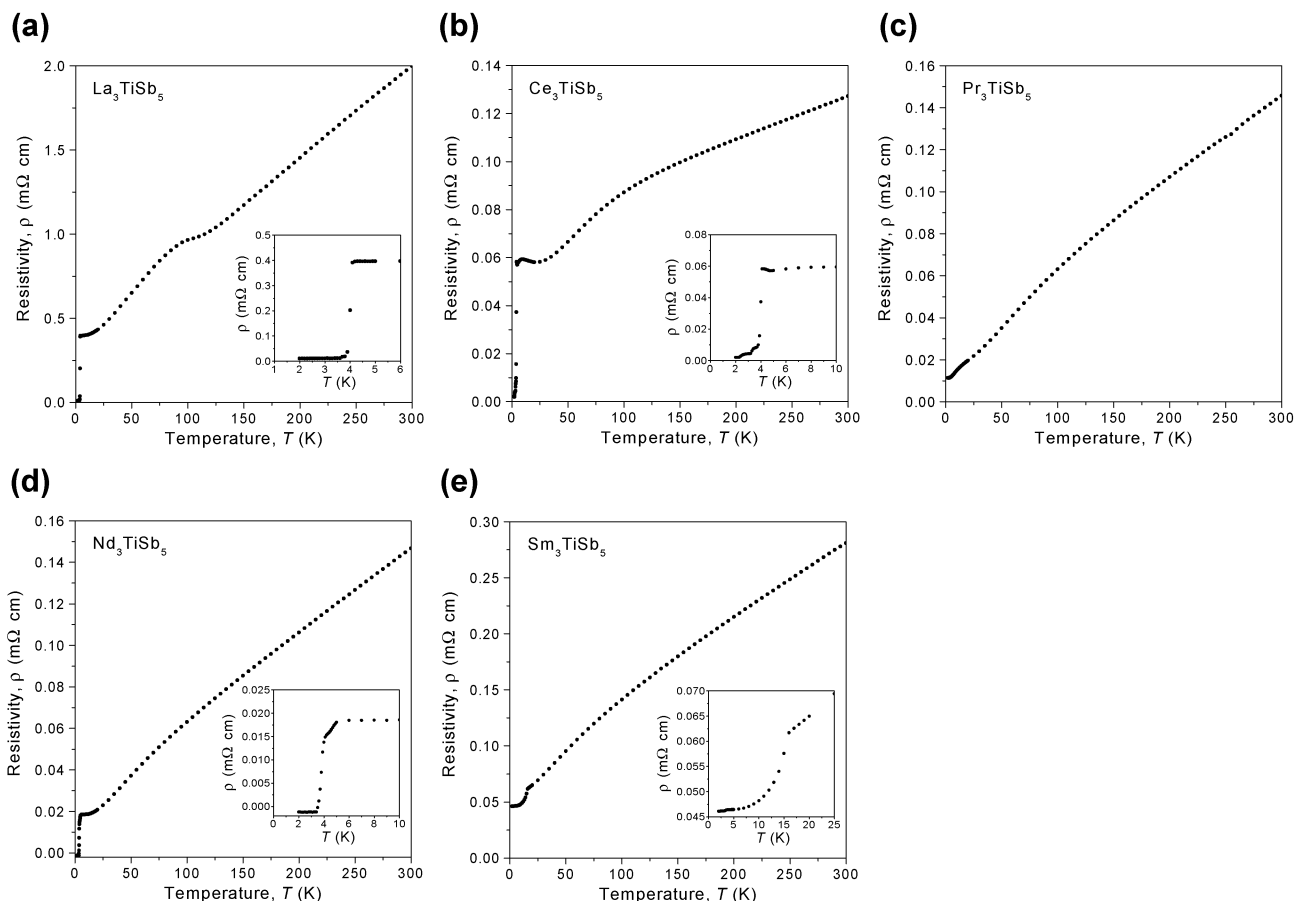 (a)
La3TiSb5
Resistivity, ρ (mΩ cm)
2.0
1.5
1.0
0.5
0.0
0 50 100 150 200 250 300
Temperature, T (K)
ρ (mΩ cm)
0.5
0.4
0.3
0.2
0.1
0.0
1 2 3 4 5 6
T (K)
(b)
Ce3TiSb5
Resistivity, ρ (mΩ cm)
0.14
0.12
0.10
0.08
0.06
0.04
0.02
0.00
0 50 100 150 200 250 300
Temperature, T (K)
ρ (mΩ cm)
0.08
0.06
0.04
0.02
0.00
0 2 4 6 8 10
T (K)
(c)
Pr3TiSb5
Resistivity, ρ (mΩ cm)
0.16
0.14
0.12
0.10
0.08
0.06
0.04
0.02
0.00
0 50 100 150 200 250 300
Temperature, T (K)
(d)
Nd3TiSb5
Resistivity, ρ (mΩ cm)
0.16
0.14
0.12
0.10
0.08
0.06
0.04
0.02
0.00
0 50 100 150 200 250 300
Temperature, T (K)
ρ (mΩ cm)
0.025
0.020
0.015
0.010
0.005
0.000
0 2 4 6 8 10
T (K)
(e)
Sm3TiSb5
Resistivity, ρ (mΩ cm)
0.30
0.25
0.20
0.15
0.10
0.05
0.00
0 50 100 150 200 250 300
Temperature, T (K)
ρ (mΩ cm)
0.070
0.065
0.060
0.055
0.050
0.045
0 5 10 15 20 25
T (K)